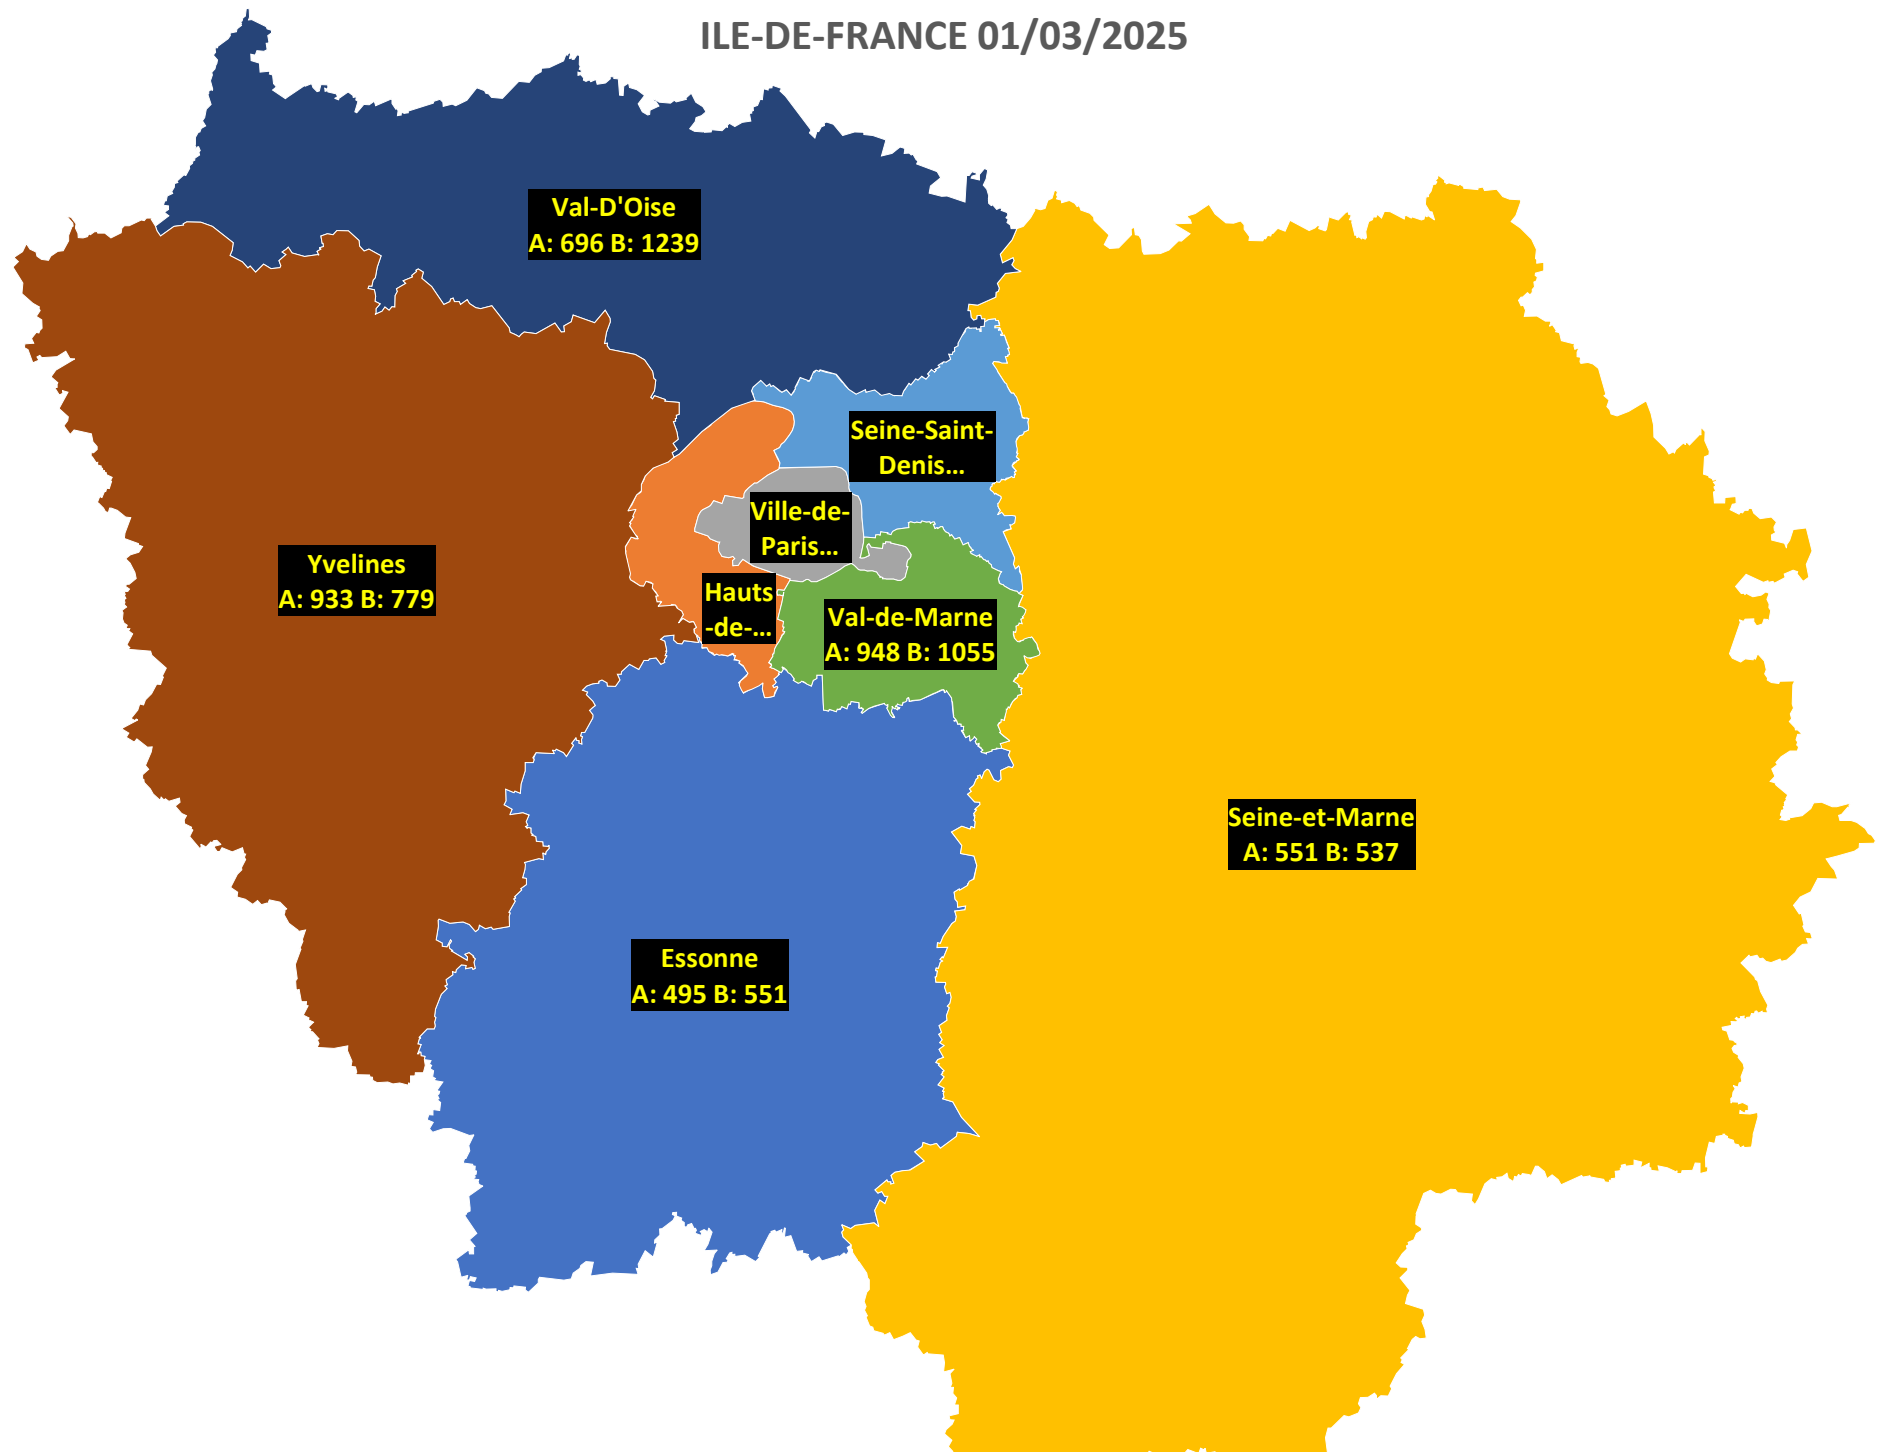 ILE-DE-FRANCE 01/03/2025
Val-D'Oise
A: 696 B: 1239
Seine-Saint-
Denis...
Ville-de-
Paris...
Yvelines
A: 933 B: 779
Hauts
-de-...
Val-de-Marne
A: 948 B: 1055
Seine-et-Marne
A: 551 B: 537
Essonne
A: 495 B: 551